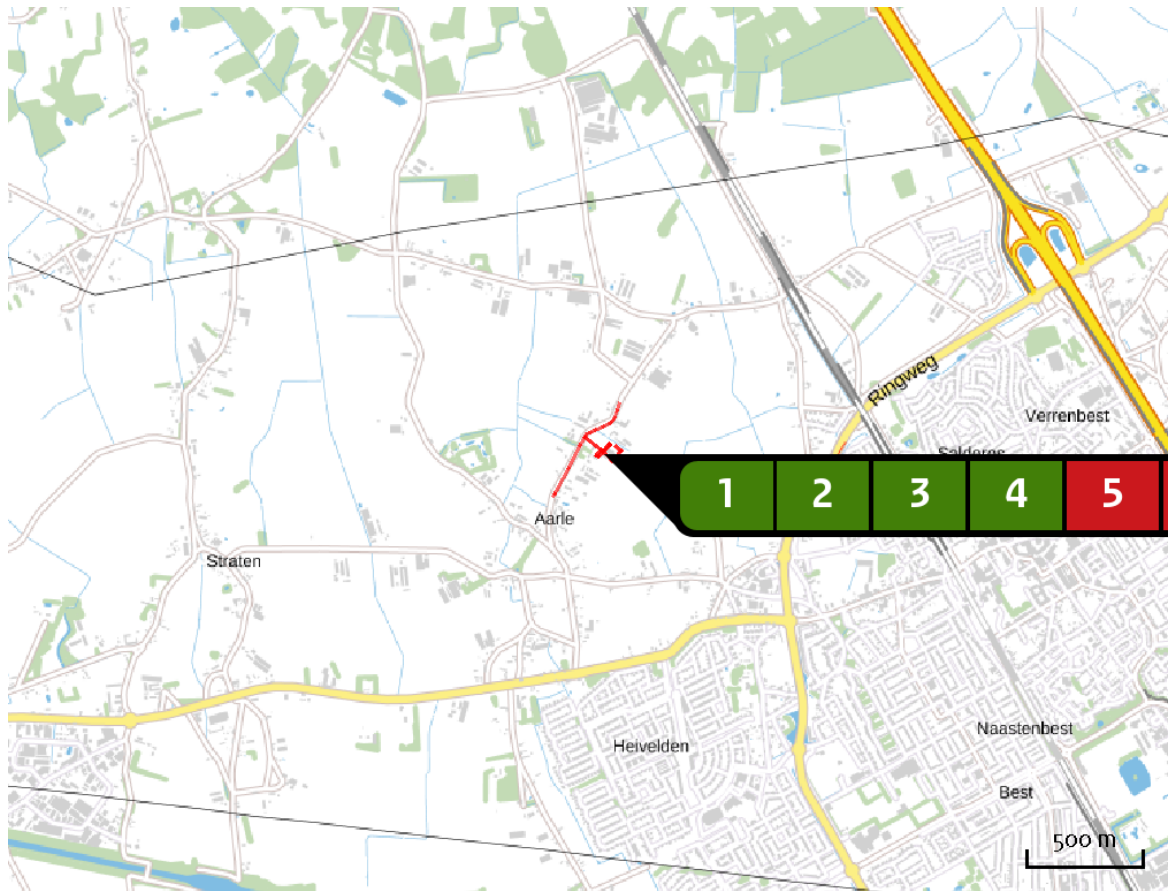 Ringweg
Verrenbest
Salderes
1 2 3 4 5
Aarle
Straten
Naastenbest
Heivelden
Best
500 m